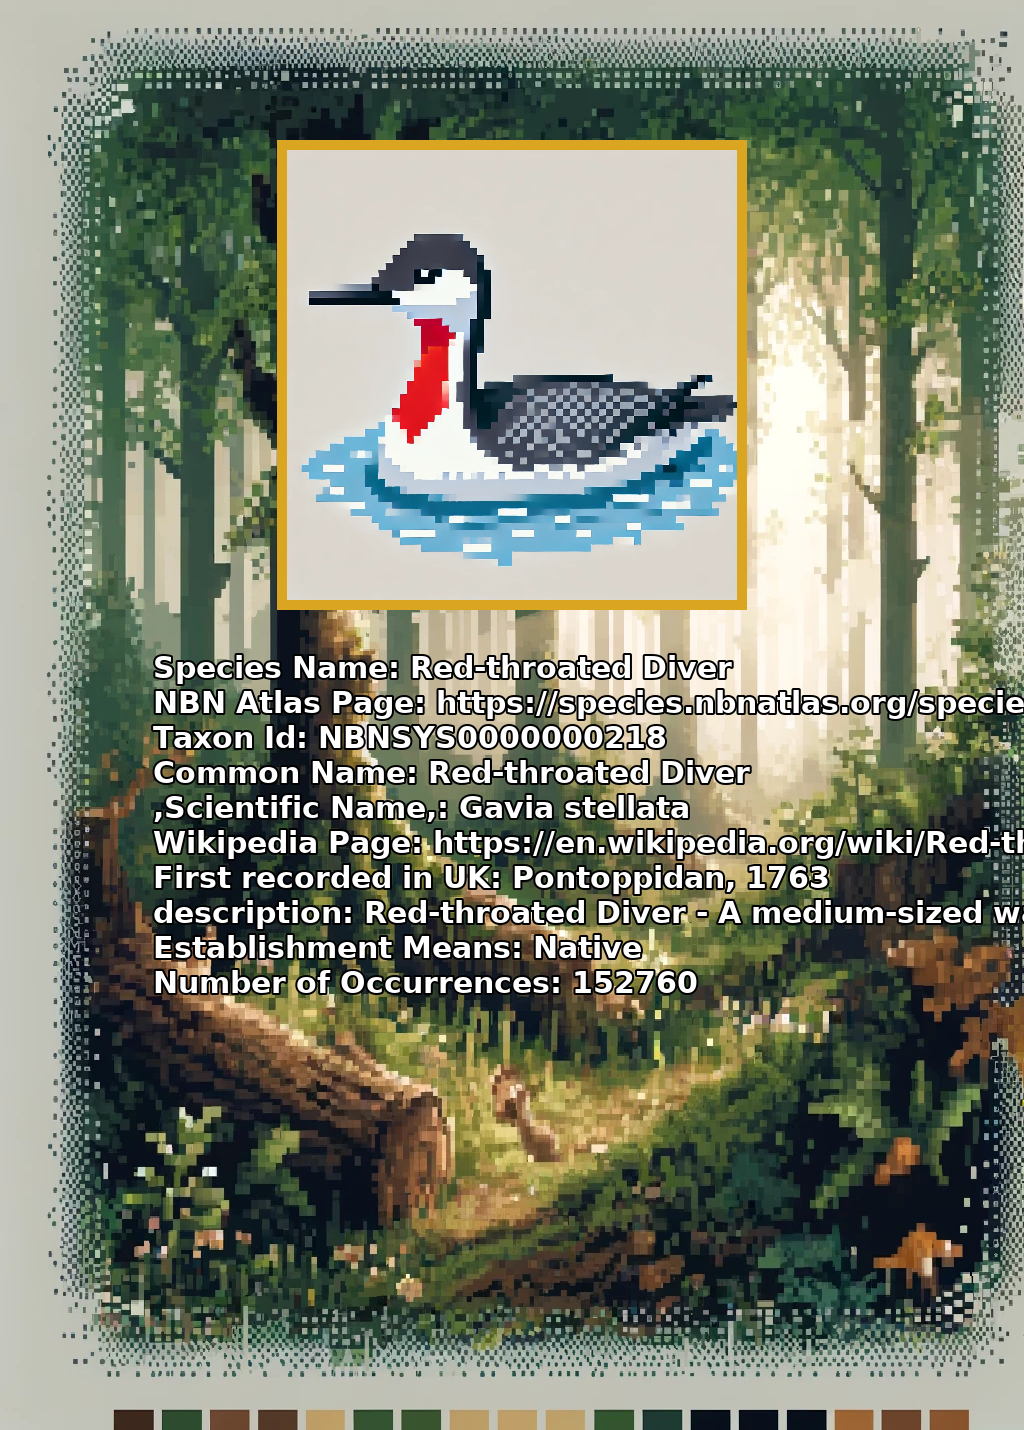 Species Name: Red-throated Diver
NBN Atlas Page: https://species.nbnatlas.org/specie
Taxon Id: NBNSYS0000000218
Common Name: Red-throated Diver
,Scientific Name,: Gavia stellata
Wikipedia Page: https://en.wikipedia.org/wiki/Red-th
First recorded in UK: Pontoppidan, 1763
description: Red-throated Diver - A medium-sized wa
Establishment Means: Native
Number of Occurrences: 152760